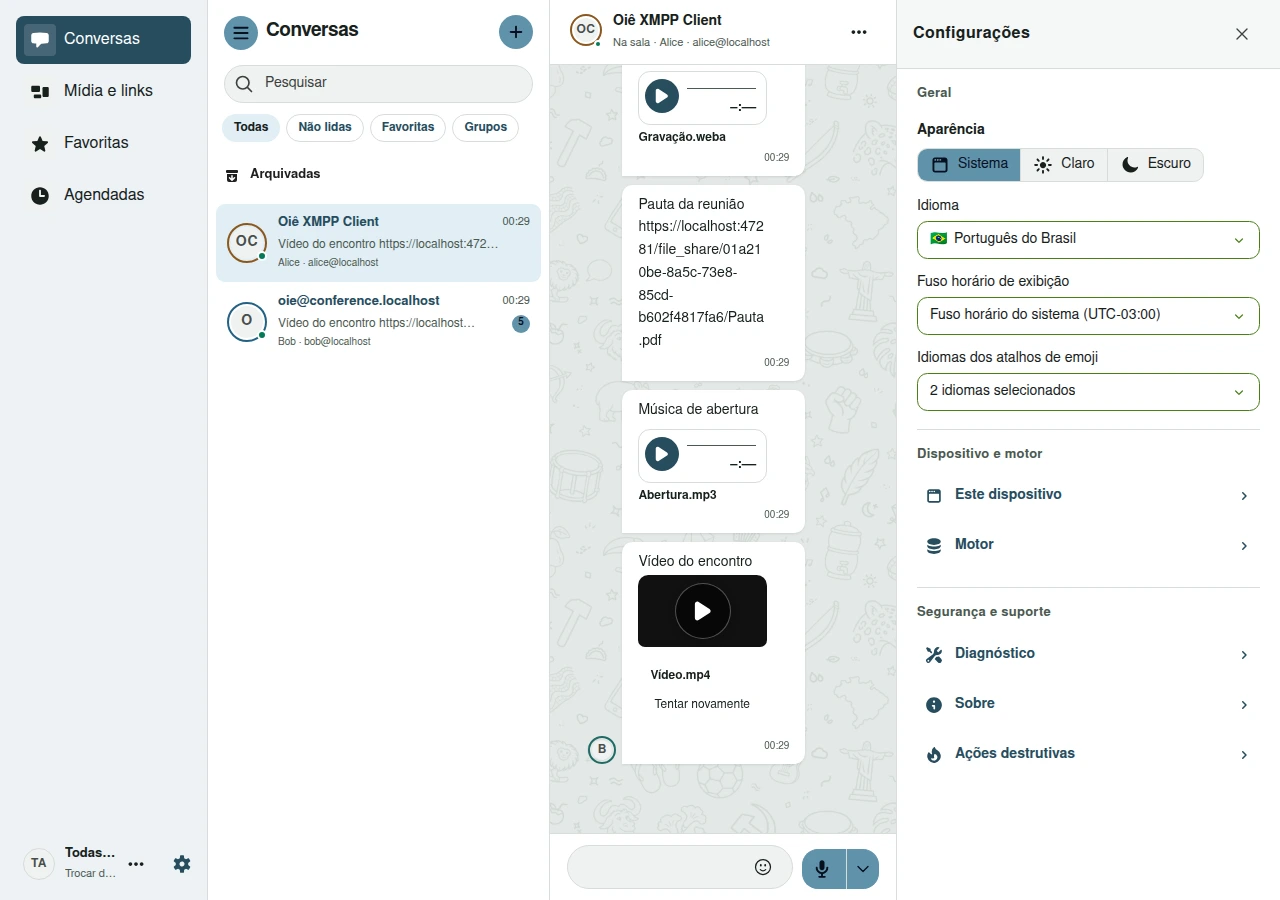 Conversas
Mídia e links
Favoritas
Agendadas
TA
Todas...
Trocar d...
Conversas
Pesquisar
Todas
Não lidas
Favoritas
Grupos
Arquivadas
OC
Oiê XMPP Client
00:29
Vídeo do encontro https://localhost:472...
Alice · alice@localhost
O
oie@conference.localhost
00:29
Vídeo do encontro https://localhost...
5
Bob · bob@localhost
OC
Oiê XMPP Client
Na sala · Alice · alice@localhost
–:––
Gravação.weba
00:29
Pauta da reunião
https://localhost:472
81/file_share/01a21
0be-8a5c-73e8-
85cd-
b602f4817fa6/Pauta
.pdf
00:29
Música de abertura
–:––
Abertura.mp3
00:29
Vídeo do encontro
Vídeo.mp4
Tentar novamente
00:29
B
Configurações
Geral
Aparência
Sistema
Claro
Escuro
Idioma
🇧🇷 Português do Brasil
Fuso horário de exibição
Fuso horário do sistema (UTC-03:00)
Idiomas dos atalhos de emoji
2 idiomas selecionados
Dispositivo e motor
Este dispositivo
Motor
Segurança e suporte
Diagnóstico
Sobre
Ações destrutivas